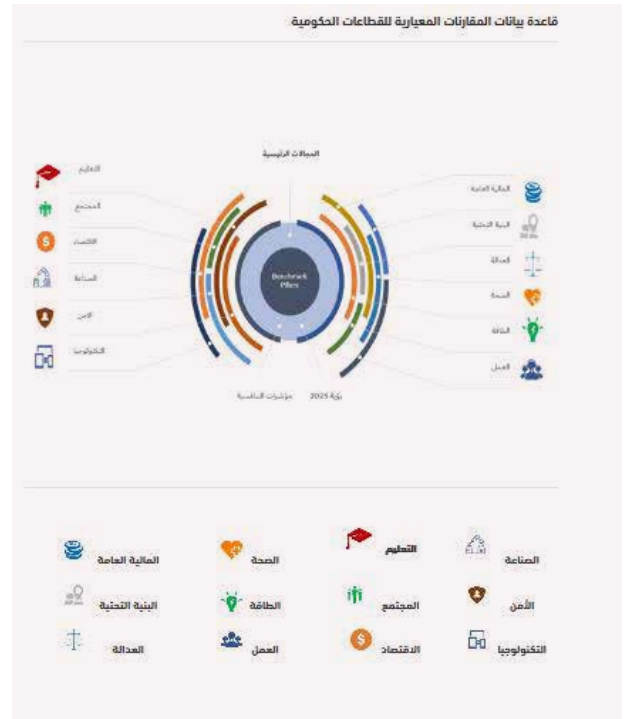 قاعدة بيانات المقارنات المعيارية للقطاعات الحكومية
المجالات الرئيسية
المالية العامة
البنية التحتية
العدالة
الصحة
الطاقة
العمل
التعليم
المجتمع
الاقتصاد
الصناعة
الأمن
التكنولوجيا
Benchmark
Pillars
رؤية 2025
مؤشرات التنافسية
الصناعة
التعليم
الصحة
المالية العامة
الأمن
المجتمع
الطاقة
البنية التحتية
التكنولوجيا
الاقتصاد
العمل
العدالة